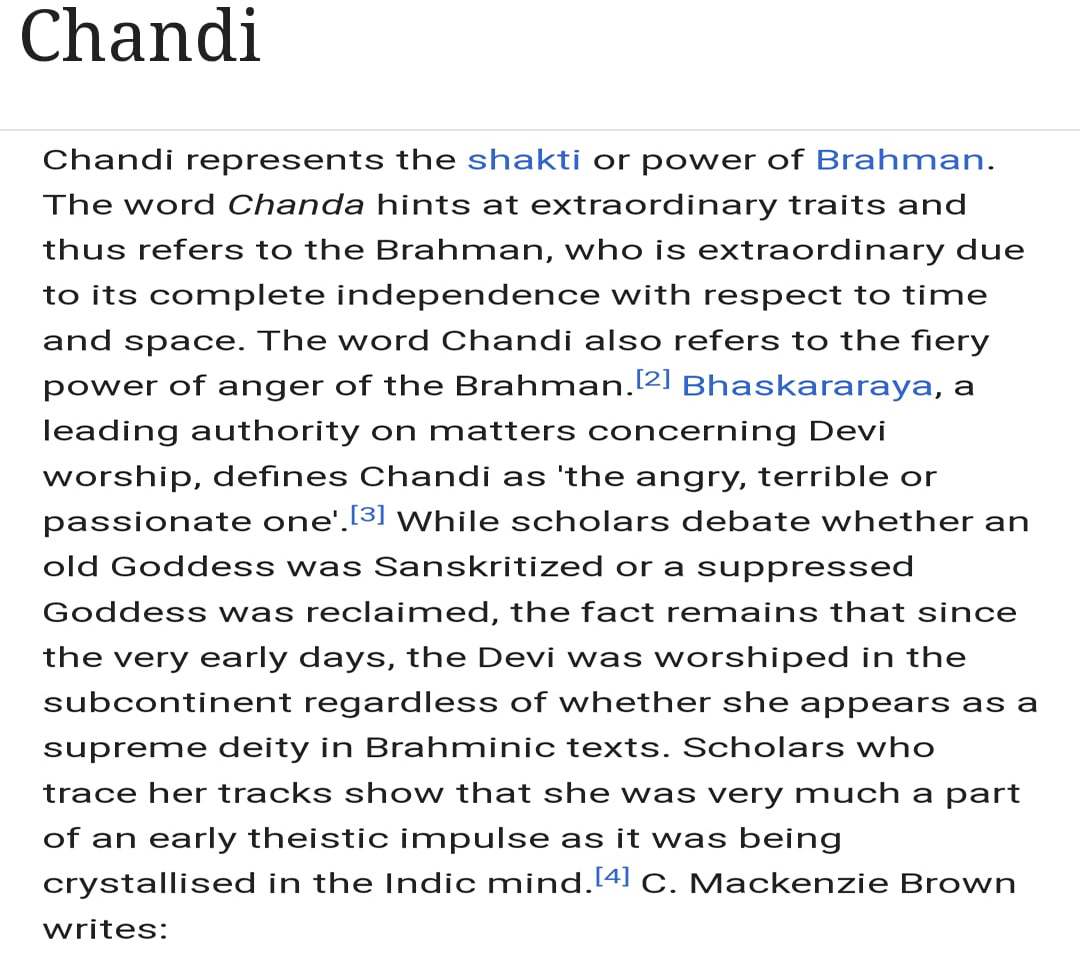 Chandi
Chandi represents the shakti or power of Brahman.
The word Chanda hints at extraordinary traits and
thus refers to the Brahman, who is extraordinary due
to its complete independence with respect to time
and space. The word Chandi also refers to the fiery
power of anger of the Brahman.[2] Bhaskararaya, a
leading authority on matters concerning Devi
worship, defines Chandi as 'the angry, terrible or
passionate one'.[3] While scholars debate whether an
old Goddess was Sanskritized or a suppressed
Goddess was reclaimed, the fact remains that since
the very early days, the Devi was worshiped in the
subcontinent regardless of whether she appears as a
supreme deity in Brahminic texts. Scholars who
trace her tracks show that she was very much a part
of an early theistic impulse as it was being
crystallised in the Indic mind.[4] C. Mackenzie Brown
writes: